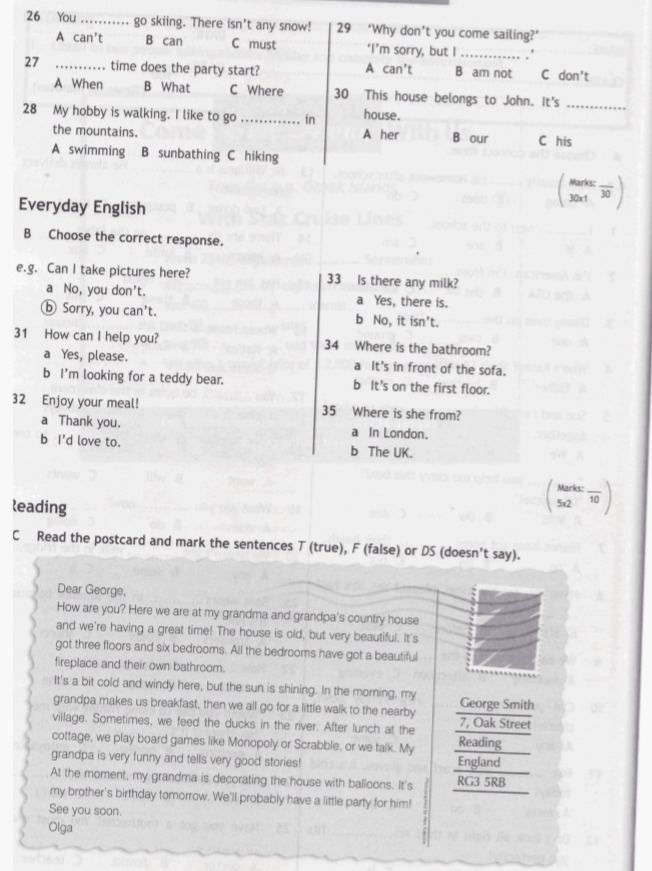 26 You ............ go skiing. There isn't any snow!
A can't B can C must
27 ............ time does the party start?
A When B What C Where
28 My hobby is walking. I like to go ............ in
the mountains.
A swimming B sunbathing C hiking
29 'Why don't you come sailing?'
'I'm sorry, but I ............ .'
A can't B am not C don't
30 This house belongs to John. It's ............
house.
A her B our C his
Marks: 30
30x1
Everyday English
B Choose the correct response.
e.g. Can I take pictures here?
a No, you don't.
b Sorry, you can't.
31 How can I help you?
a Yes, please.
b I'm looking for a teddy bear.
32 Enjoy your meal!
a Thank you.
b I'd love to.
33 Is there any milk?
a Yes, there is.
b No, it isn't.
34 Where is the bathroom?
a It's in front of the sofa.
b It's on the first floor.
35 Where is she from?
a In London.
b The UK.
Marks: 10
5x2
Reading
C Read the postcard and mark the sentences T (true), F (false) or DS (doesn't say).
Dear George,
How are you? Here we are at my grandma and grandpa's country house
and we're having a great time! The house is old, but very beautiful. It's
got three floors and six bedrooms. All the bedrooms have got a beautiful
fireplace and their own bathroom.
It's a bit cold and windy here, but the sun is shining. In the morning, my
grandpa makes us breakfast, then we all go for a little walk to the nearby
village. Sometimes, we feed the ducks in the river. After lunch at the
cottage, we play board games like Monopoly or Scrabble, or we talk. My
grandpa is very funny and tells very good stories!
At the moment, my grandma is decorating the house with balloons. It's
my brother's birthday tomorrow. We'll probably have a little party for him!
See you soon.
Olga
George Smith
7, Oak Street
Reading
England
RG3 5RB